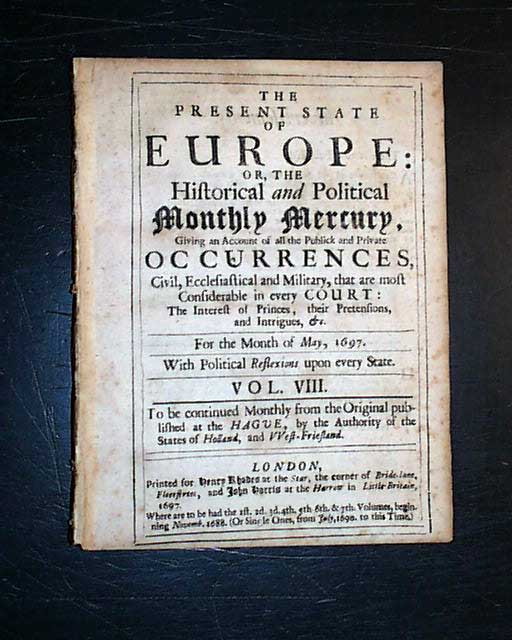 THE
PRESENT STATE
OF
EUROPE:
OR, THE
Hiſtorical and Political
Monthly Mercury,
Giving an Account of all the Publick and Private
OCCURRENCES,
Civil, Eccleſiaſtical and Military, that are moſt
Conſiderable in every COURT:
The Intereſt of Princes, their Pretenſions,
and Intrigues, &c.
For the Month of May, 1697.
With Political Reflexions upon every State.
VOL. VIII.
To be continued Monthly from the Original pub-
liſhed at the HAGUE, by the Authority of the
States of Holland, and VVeſt-Frieſland.
LONDON,
Printed for Henry Rhodes at the Star, the corner of Bride-lane,
Fleetſtreet, and John Harris at the Harrow in Little-Britain,
1697.
Where are to be had the 1ſt. 2d. 3d. 4th. 5th 6th. & 7th. Volumes, begin-
ning Novemb. 1688. (Or Single Ones, from July, 1690. to this Time.)